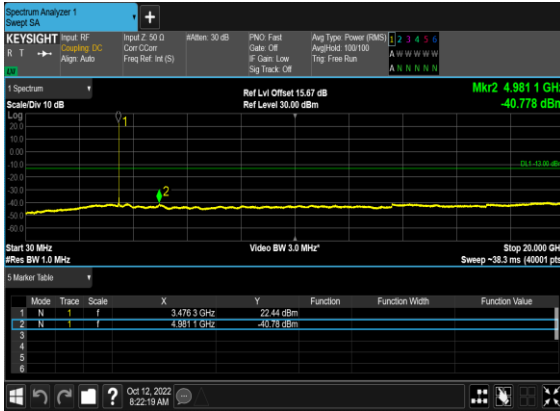 Spectrum Analyzer 1
Swept SA
+
KEYSIGHT Input: RF Input Z: 50 Ω #Atten: 30 dB PNO: Fast Avg Type: Power (RMS) 1 2 3 4 5 6
R T Coupling: DC Corr CCorr Gate: Off Avg|Hold: 100/100 A W W W W W
Align: Auto Freq Ref: Int (S) IF Gain: Low Trig: Free Run
Sig Track: Off A N N N N N
1 Spectrum Ref Lvl Offset 15.67 dB Mkr2 4.981 1 GHz
Scale/Div 10 dB Ref Level 30.00 dBm -40.778 dBm
Log
20.0
10.0
0.00
-10.0
-20.0
-30.0
-40.0
-50.0
-60.0
1
2
DL1 -13.00 dBm
Start 30 MHz Video BW 3.0 MHz* Stop 20.000 GH
#Res BW 1.0 MHz Sweep ~38.3 ms (40001 pts
5 Marker Table
Mode Trace Scale X Y Function Function Width Function Value
1 N 1 f 3.476 3 GHz 22.44 dBm
2 N 1 f 4.981 1 GHz -40.78 dBm
3
4
5
6
? Oct 12, 2022
8:22:19 AM